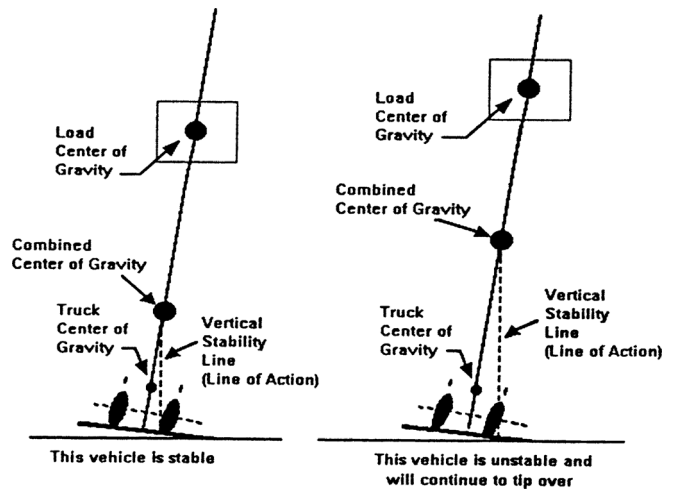 Load
Center of
Gravity
Combined
Center of Gravity
Truck
Center of
Gravity
Vertical
Stability
Line
(Line of Action)
This vehicle is stable
Load
Center of
Gravity
Combined
Center of Gravity
Truck
Center of
Gravity
Vertical
Stability
Line
(Line of Action)
This vehicle is unstable and
will continue to tip over